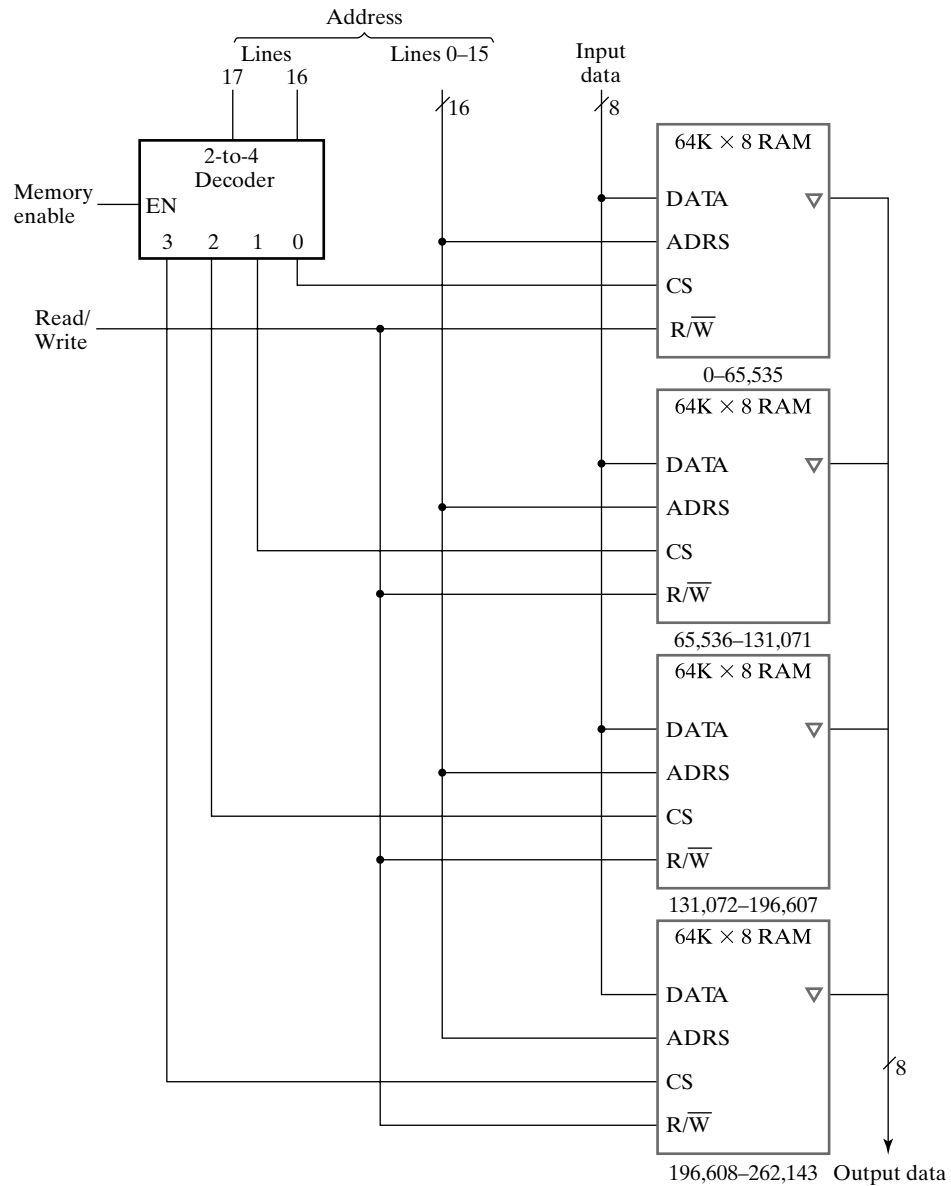 Address
Lines
17 16
Lines 0–15
16
Input
data
8
2-to-4
Decoder
Memory
enable
EN
3 2 1 0
Read/
Write
64K × 8 RAM
DATA
ADRS
CS
R/W̅
0–65,535
64K × 8 RAM
DATA
ADRS
CS
R/W̅
65,536–131,071
64K × 8 RAM
DATA
ADRS
CS
R/W̅
131,072–196,607
64K × 8 RAM
DATA
ADRS
CS
R/W̅
196,608–262,143
8
Output data